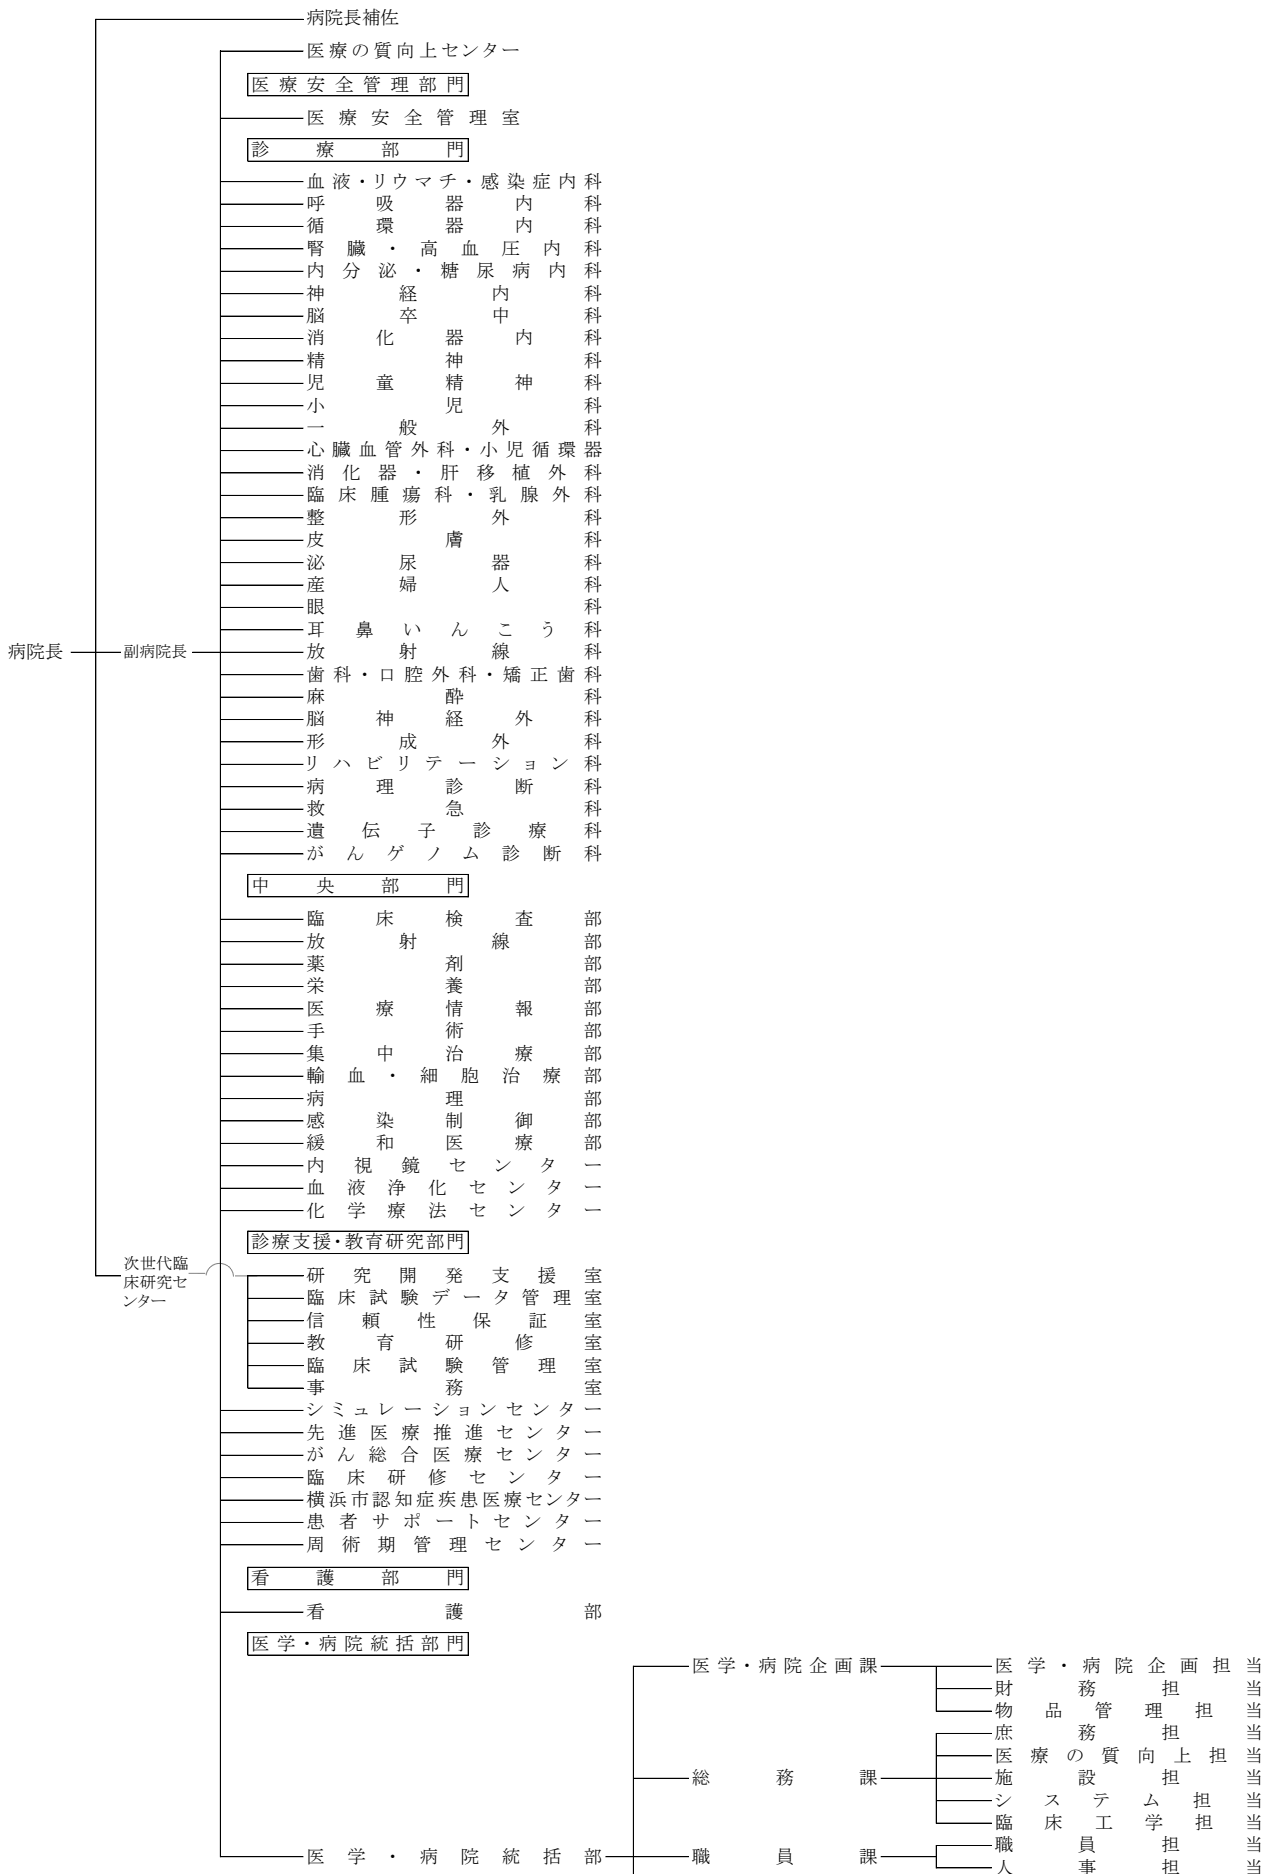 病院長補佐
医療の質向上センター
医療安全管理部門
医療安全管理室
診療部門
血液・リウマチ・感染症内科
呼吸器内科
循環器内科
腎臓・高血圧内科
内分泌・糖尿病内科
神経内科
脳卒中科
消化器内科
精神科
児童精神科
小児科
一般外科
心臓血管外科・小児循環器
消化器・肝移植外科
臨床腫瘍科・乳腺外科
整形外科
皮膚科
泌尿器科
産婦人科
眼科
耳鼻いんこう科
病院長 副病院長 放射線科
歯科・口腔外科・矯正歯科
麻酔科
脳神経外科
形成外科
リハビリテーション科
病理診断科
救急科
遺伝子診療科
がんゲノム診断科
中央部門
臨床検査部
放射線部
薬剤部
栄養部
医療情報部
手術部
集中治療部
輸血・細胞治療部
病理部
感染制御部
緩和医療部
内視鏡センター
血液浄化センター
化学療法センター
診療支援・教育研究部門
次世代臨
床研究セ
ンター
研究開発支援室
臨床試験データ管理室
信頼性保証室
教育研修室
臨床試験管理室
事務室
シミュレーションセンター
先進医療推進センター
がん総合医療センター
臨床研修センター
横浜市認知症疾患医療センター
患者サポートセンター
周術期管理センター
看護部門
看護部
医学・病院統括部門
医学・病院企画課 医学・病院企画担当
財務担当
物品管理担当
庶務担当
医療の質向上担当
総務課 施設担当
システム担当
臨床工学担当
職員担当
医学・病院統括部 職員課
人事担当